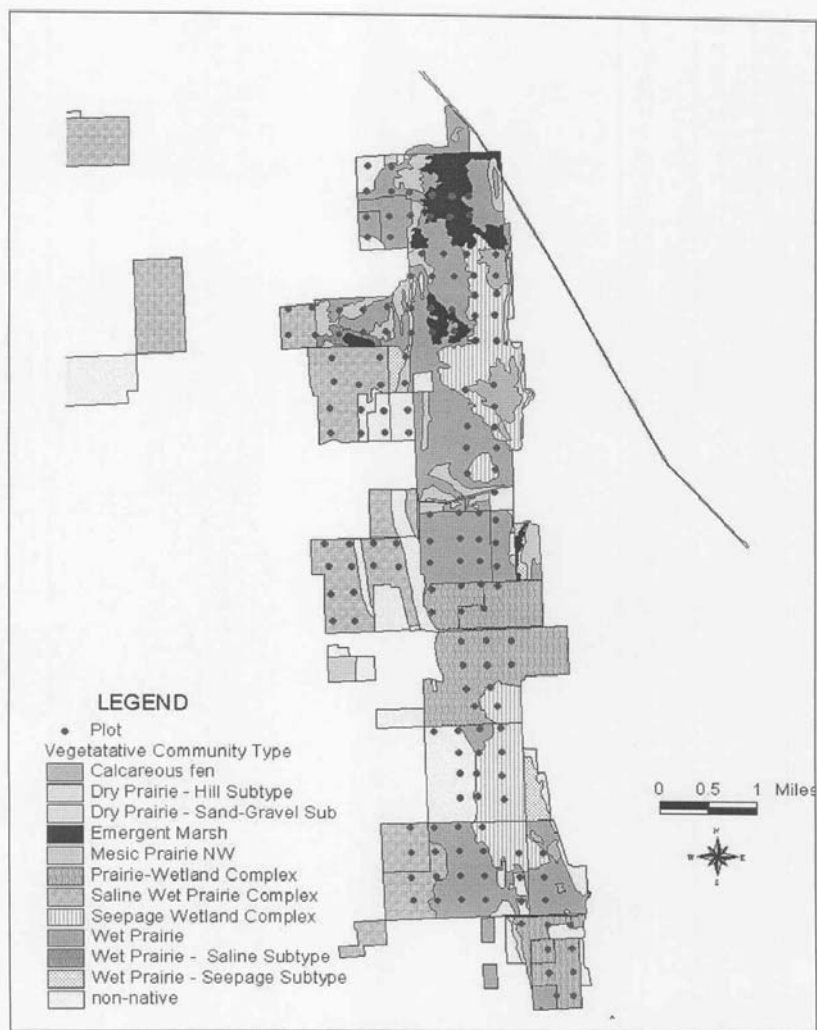 LEGEND
Plot
Vegetatative Community Type
Calcareous fen
Dry Prairie - Hill Subtype
Dry Prairie - Sand-Gravel Sub
Emergent Marsh
Mesic Prairie NW
Prairie-Wetland Complex
Saline Wet Prairie Complex
Seepage Wetland Complex
Wet Prairie
Wet Prairie - Saline Subtype
Wet Prairie - Seepage Subtype
non-native
0 0.5 1 Miles
N
W E
S